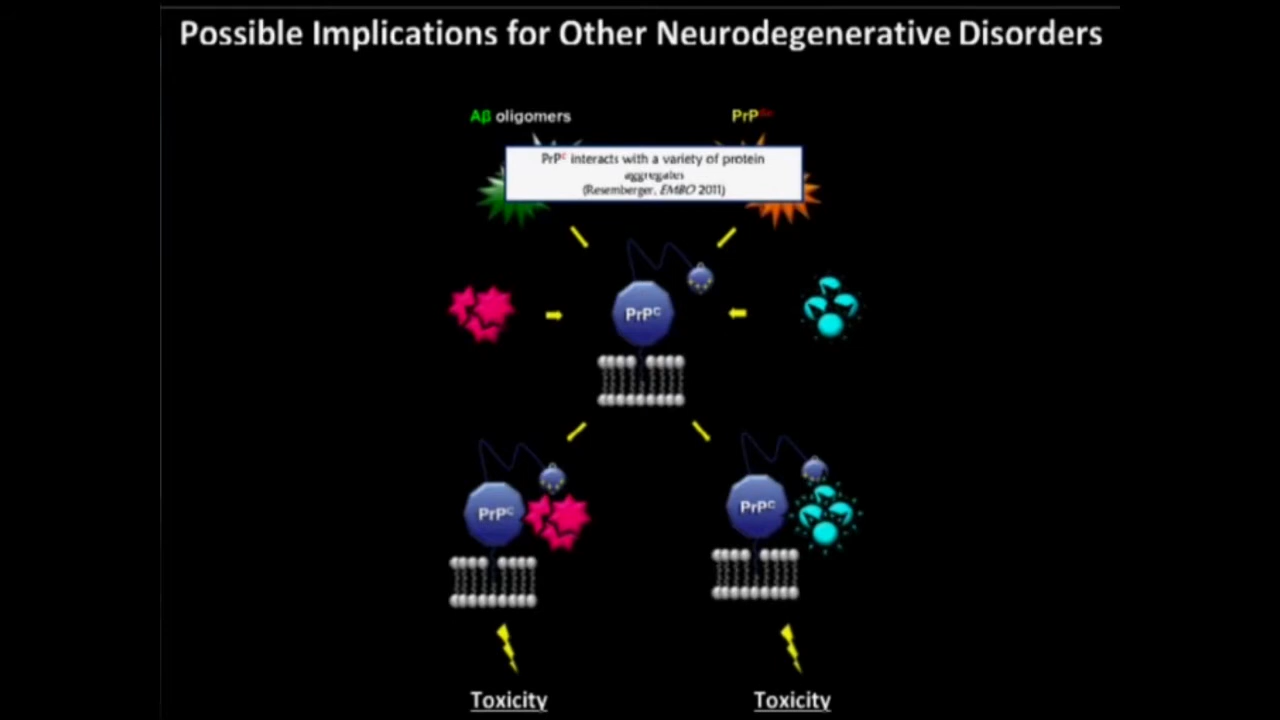 Possible Implications for Other Neurodegenerative Disorders
Aβ oligomers
PrP
PrPᶜ interacts with a variety of protein
aggregates
(Resemberger, EMBO 2011)
PrPᶜ
PrPᶜ
PrPᶜ
Toxicity
Toxicity